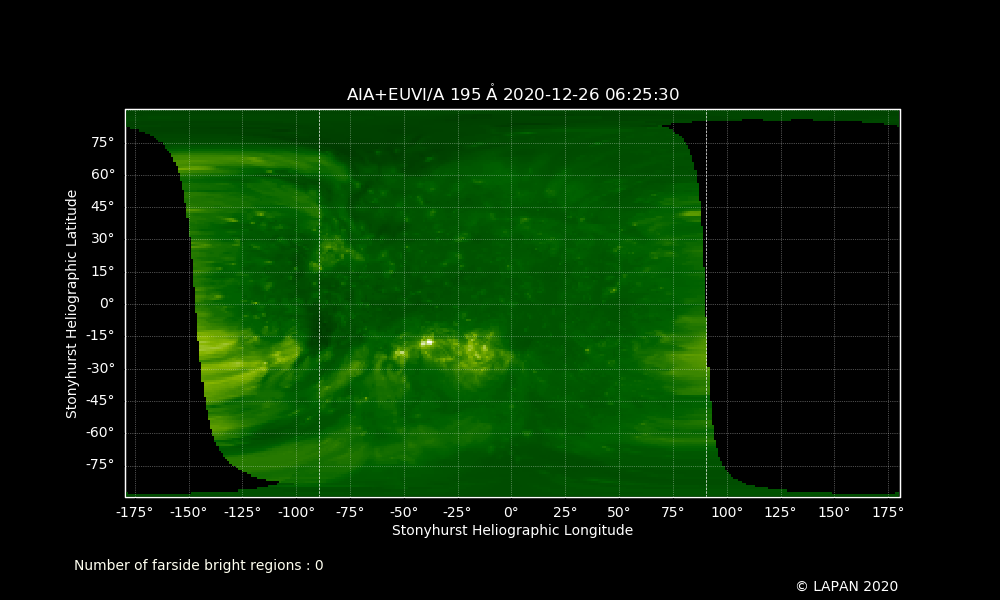 AIA+EUVI/A 195 Å 2020-12-26 06:25:30
75°
60°
45°
30°
15°
0°
-15°
-30°
-45°
-60°
-75°
Stonyhurst Heliographic Latitude
-175° -150° -125° -100° -75° -50° -25° 0° 25° 50° 75° 100° 125° 150° 175°
Stonyhurst Heliographic Longitude
Number of farside bright regions : 0
© LAPAN 2020